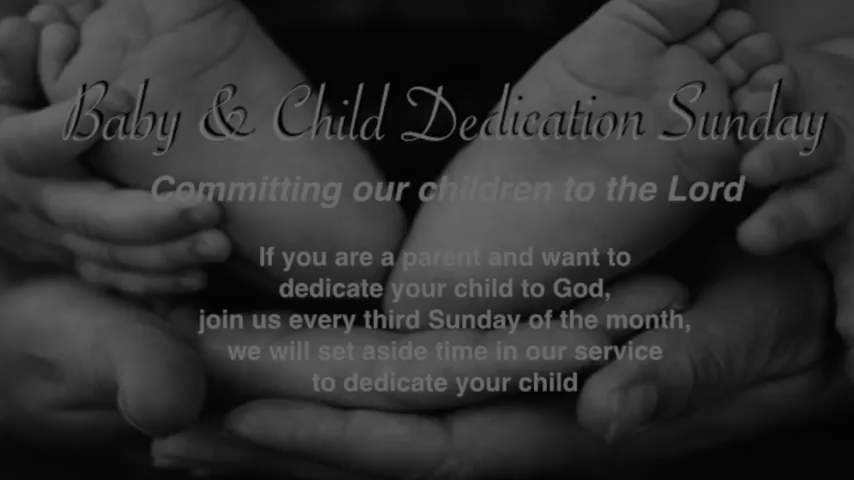 Baby & Child Dedication Sunday
Committing our children to the Lord
If you are a parent and want to
dedicate your child to God,
join us every third Sunday of the month,
we will set aside time in our service
to dedicate your child